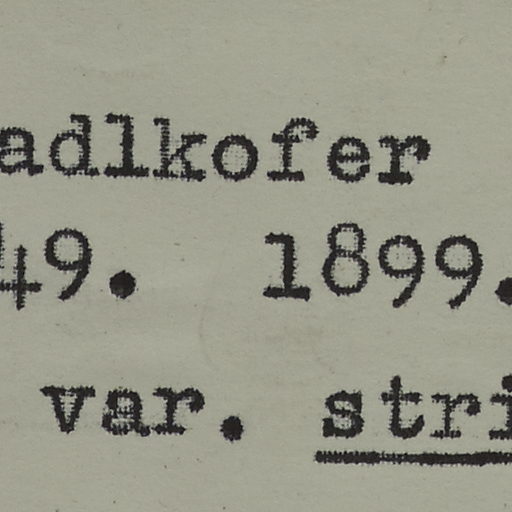 adlkofer
49. 1899.
var. stri